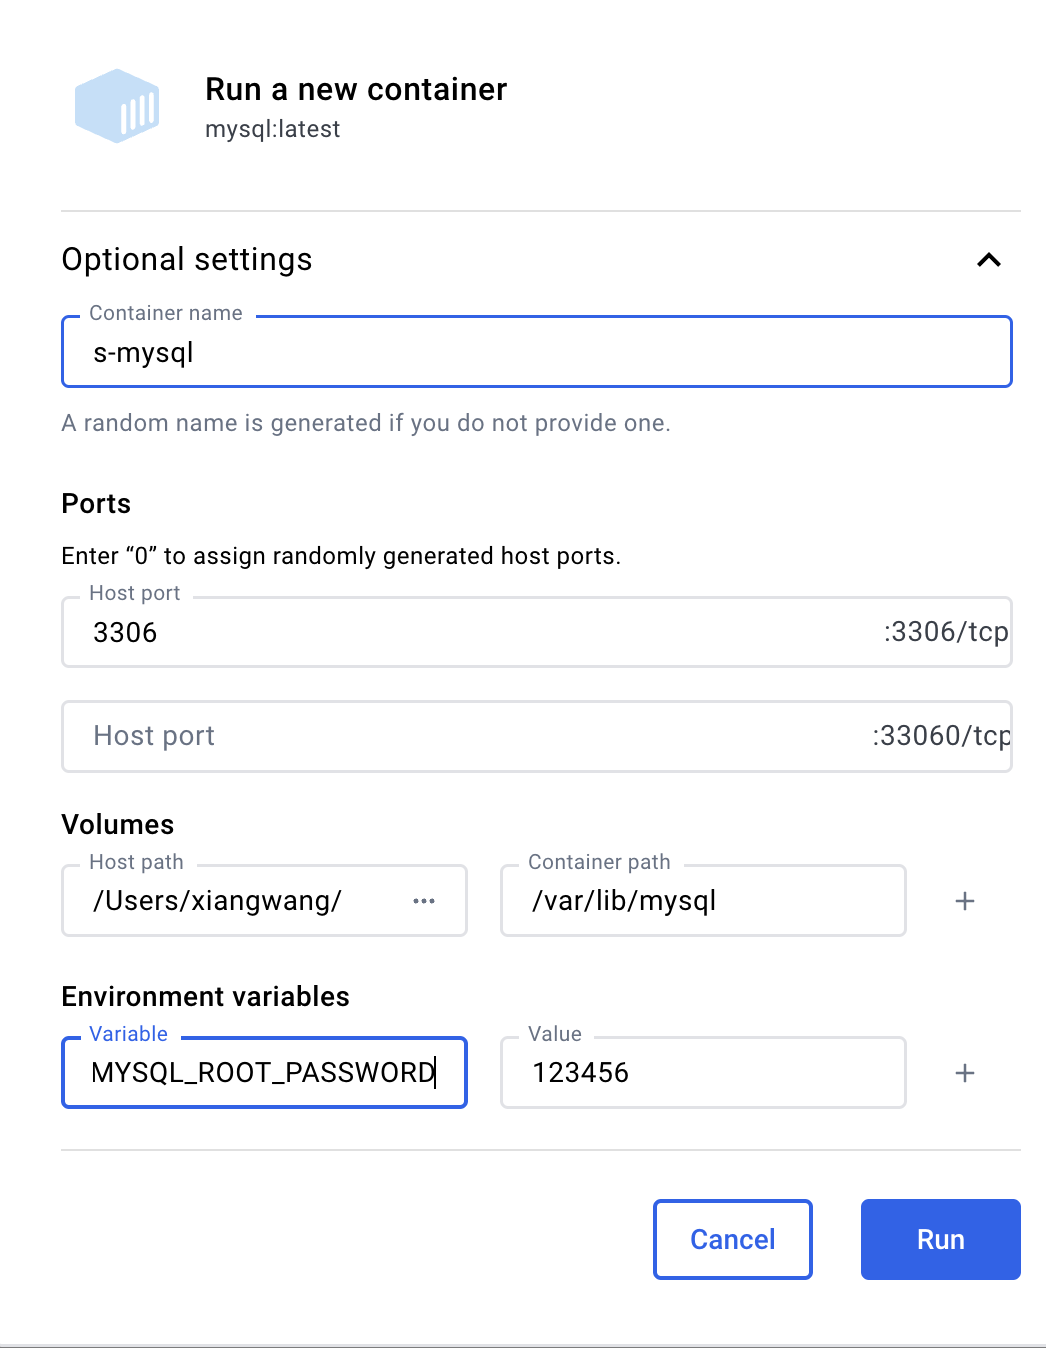 Run a new container
mysql:latest
Optional settings
Container name
s-mysql
A random name is generated if you do not provide one.
Ports
Enter “0” to assign randomly generated host ports.
Host port
3306 :3306/tcp
Host port :33060/tcp
Volumes
Host path Container path
/Users/xiangwang/ ··· /var/lib/mysql +
Environment variables
Variable Value
MYSQL_ROOT_PASSWORD 123456 +
Cancel Run